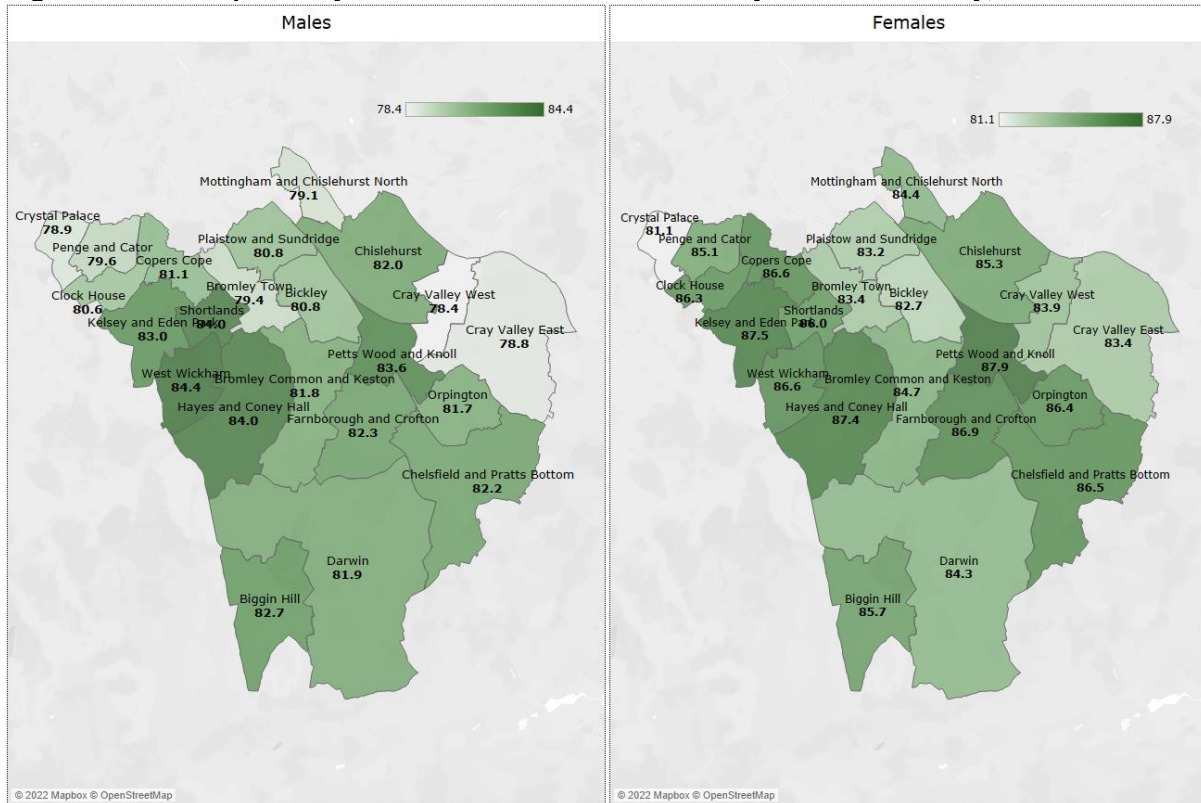 Males
78.4
84.4
Mottingham and Chislehurst North
79.1
Crystal Palace
78.9
Penge and Cator
79.6
Plaistow and Sundridge
80.8
Copers Cope
81.1
Chislehurst
82.0
Clock House
80.6
Bromley Town
79.4
Bickley
80.8
Cray Valley West
78.4
Shortlands
84.0
Kelsey and Eden Park
83.0
Cray Valley East
78.8
Petts Wood and Knoll
83.6
West Wickham
84.4
Bromley Common and Keston
81.8
Orpington
81.7
Hayes and Coney Hall
84.0
Farnborough and Crofton
82.3
Chelsfield and Pratts Bottom
82.2
Darwin
81.9
Biggin Hill
82.7
© 2022 Mapbox © OpenStreetMap
Females
81.1
87.9
Mottingham and Chislehurst North
84.4
Crystal Palace
81.1
Penge and Cator
85.1
Plaistow and Sundridge
83.2
Copers Cope
86.6
Chislehurst
85.3
Clock House
86.3
Bromley Town
83.4
Bickley
82.7
Cray Valley West
83.9
Shortlands
86.0
Kelsey and Eden Park
87.5
Cray Valley East
83.4
Petts Wood and Knoll
87.9
West Wickham
86.6
Bromley Common and Keston
84.7
Orpington
86.4
Hayes and Coney Hall
87.4
Farnborough and Crofton
86.9
Chelsfield and Pratts Bottom
86.5
Darwin
84.3
Biggin Hill
85.7
© 2022 Mapbox © OpenStreetMap